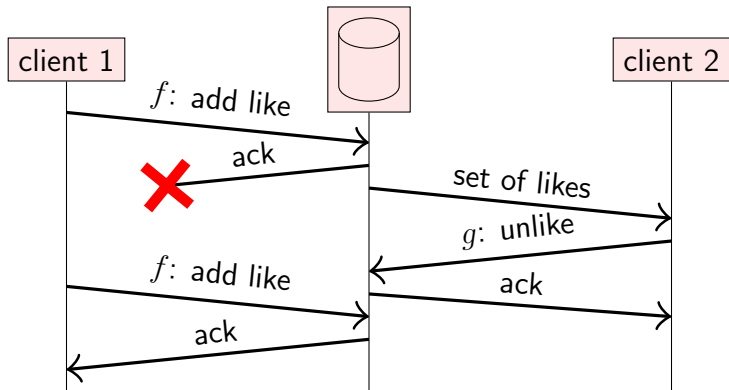 client 1
client 2
f: add like
ack
set of likes
g: unlike
f: add like
ack
ack